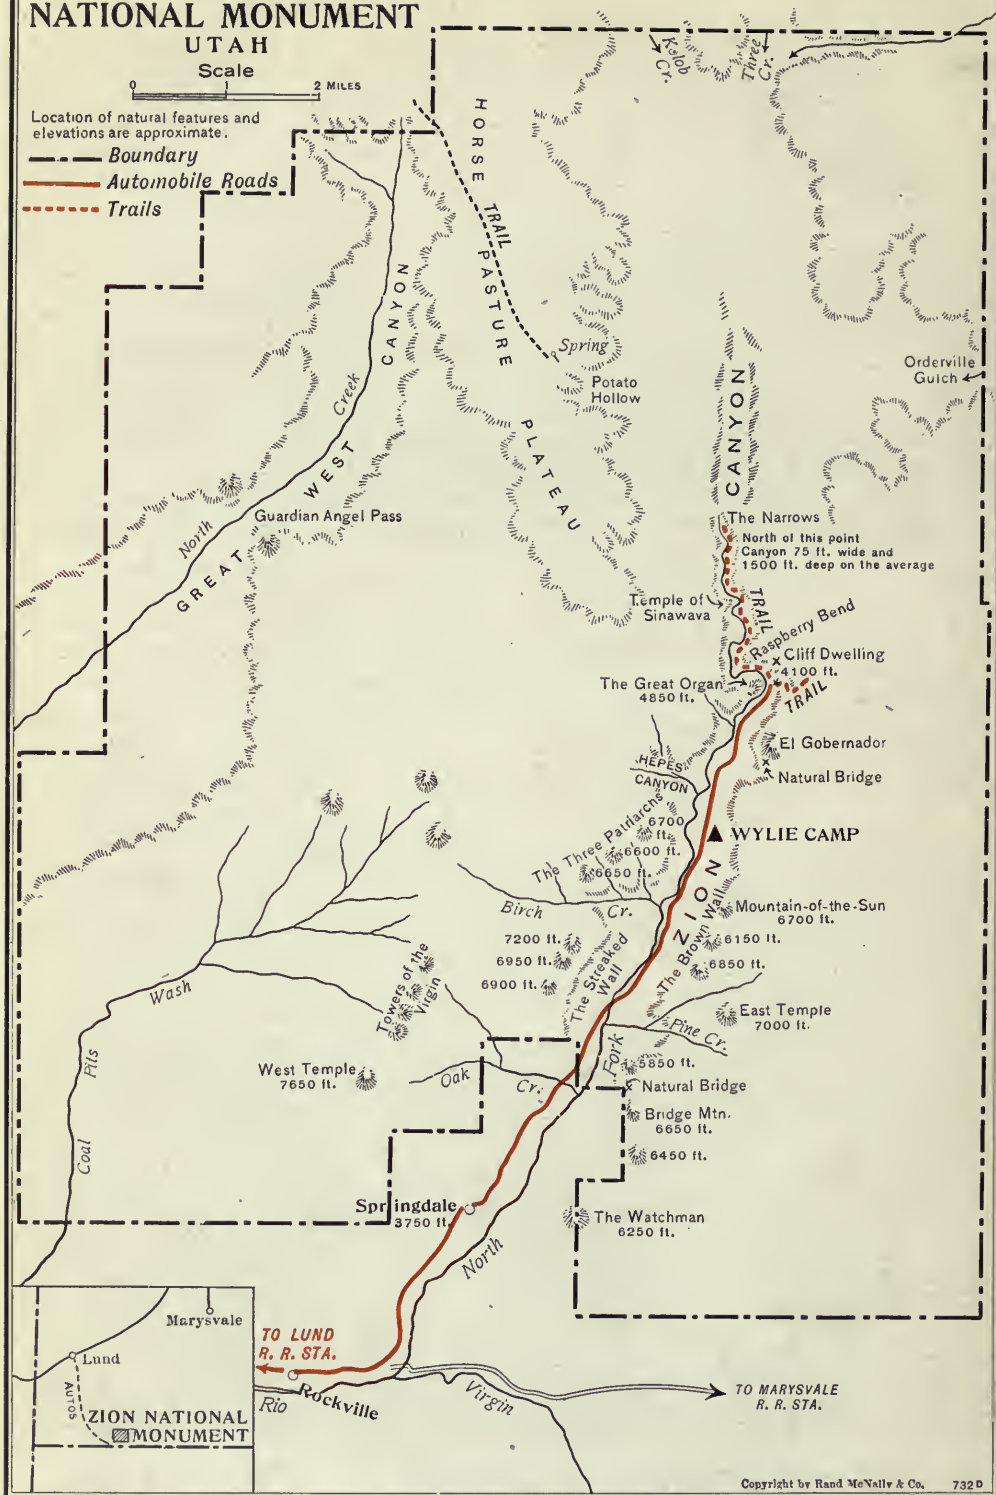 NATIONAL MONUMENT
UTAH
Scale
0 1 2 MILES
Location of natural features and
elevations are approximate.
Boundary
Automobile Roads
Trails
Kolob
Cr.
Three
Cr.
HORSE TRAIL
PASTURE
PLATEAU
Spring
Potato
Hollow
Orderville
Gulch
CANYON
GREAT WEST
North
Creek
Guardian Angel Pass
CANYON
The Narrows
North of this point
Canyon 75 ft. wide and
1500 ft. deep on the average
Temple of
Sinawava
TRAIL
Raspberry Bend
Cliff Dwelling
4100 ft.
TRAIL
The Great Organ
4850 ft.
El Gobernador
Natural Bridge
HEPES
CANYON
WYLIE CAMP
The Three Patriarchs
6700
ft.
6600 ft.
6650 ft.
ZION
The Brown Wall
Mountain-of-the-Sun
6700 ft.
6150 ft.
6850 ft.
Birch Cr.
7200 ft.
6950 ft.
6900 ft.
The Streaked
Wall
Towers of the
Virgin
East Temple
7000 ft.
Pine Cr.
Fork
5850 ft.
Natural Bridge
Bridge Mtn.
6650 ft.
6450 ft.
West Temple
7650 ft.
Oak Cr.
Wash
Pils
Coal
Springdale
3750 ft.
The Watchman
6250 ft.
North
TO LUND
R. R. STA.
Rockville
Rio
Virgin
TO MARYSVALE
R. R. STA.
Marysvale
Lund
AUTOS
ZION NATIONAL
MONUMENT
Copyright by Rand McNally & Co. 732 D